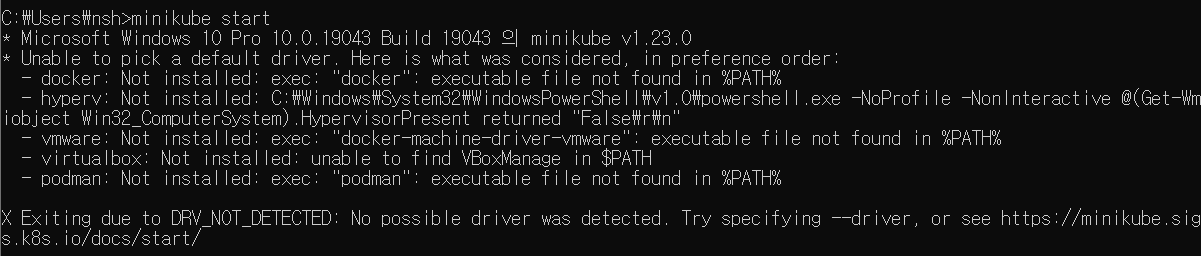 C:₩Users₩nsh>minikube start
* Microsoft Windows 10 Pro 10.0.19043 Build 19043 의 minikube v1.23.0
* Unable to pick a default driver. Here is what was considered, in preference order:
  - docker: Not installed: exec: "docker": executable file not found in %PATH%
  - hyperv: Not installed: C:₩Windows₩System32₩WindowsPowerShell₩v1.0₩powershell.exe -NoProfile -NonInteractive @(Get-Wm
iobject Win32_ComputerSystem).HypervisorPresent returned "False₩r₩n"
  - vmware: Not installed: exec: "docker-machine-driver-vmware": executable file not found in %PATH%
  - virtualbox: Not installed: unable to find VBoxManage in $PATH
  - podman: Not installed: exec: "podman": executable file not found in %PATH%
X Exiting due to DRV_NOT_DETECTED: No possible driver was detected. Try specifying --driver, or see https://minikube.sig
s.k8s.io/docs/start/